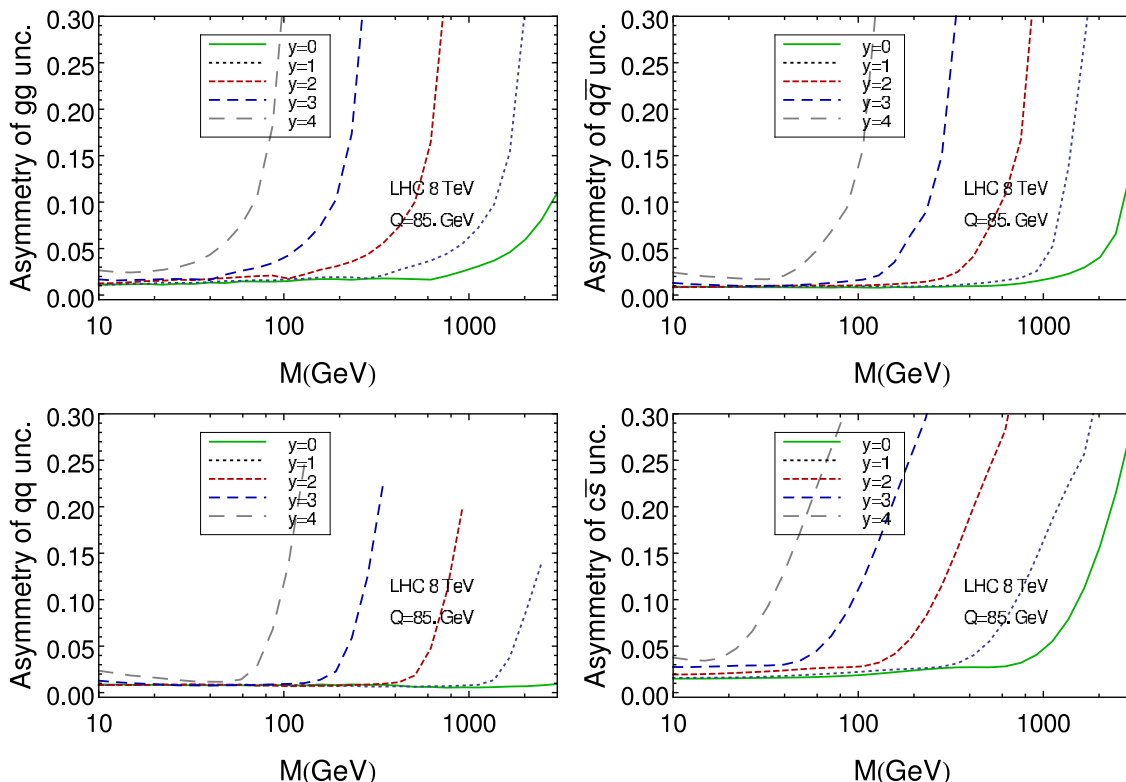 Asymmetry of gg unc.
0.30
0.25
0.20
0.15
0.10
0.05
0.00
y=0
y=1
y=2
y=3
y=4
LHC 8 TeV
Q=85. GeV
10
100
1000
M(GeV)
Asymmetry of qq̅ unc.
0.30
0.25
0.20
0.15
0.10
0.05
0.00
y=0
y=1
y=2
y=3
y=4
LHC 8 TeV
Q=85. GeV
10
100
1000
M(GeV)
Asymmetry of qq unc.
0.30
0.25
0.20
0.15
0.10
0.05
0.00
y=0
y=1
y=2
y=3
y=4
LHC 8 TeV
Q=85. GeV
10
100
1000
M(GeV)
Asymmetry of cs̅ unc.
0.30
0.25
0.20
0.15
0.10
0.05
0.00
y=0
y=1
y=2
y=3
y=4
LHC 8 TeV
Q=85. GeV
10
100
1000
M(GeV)